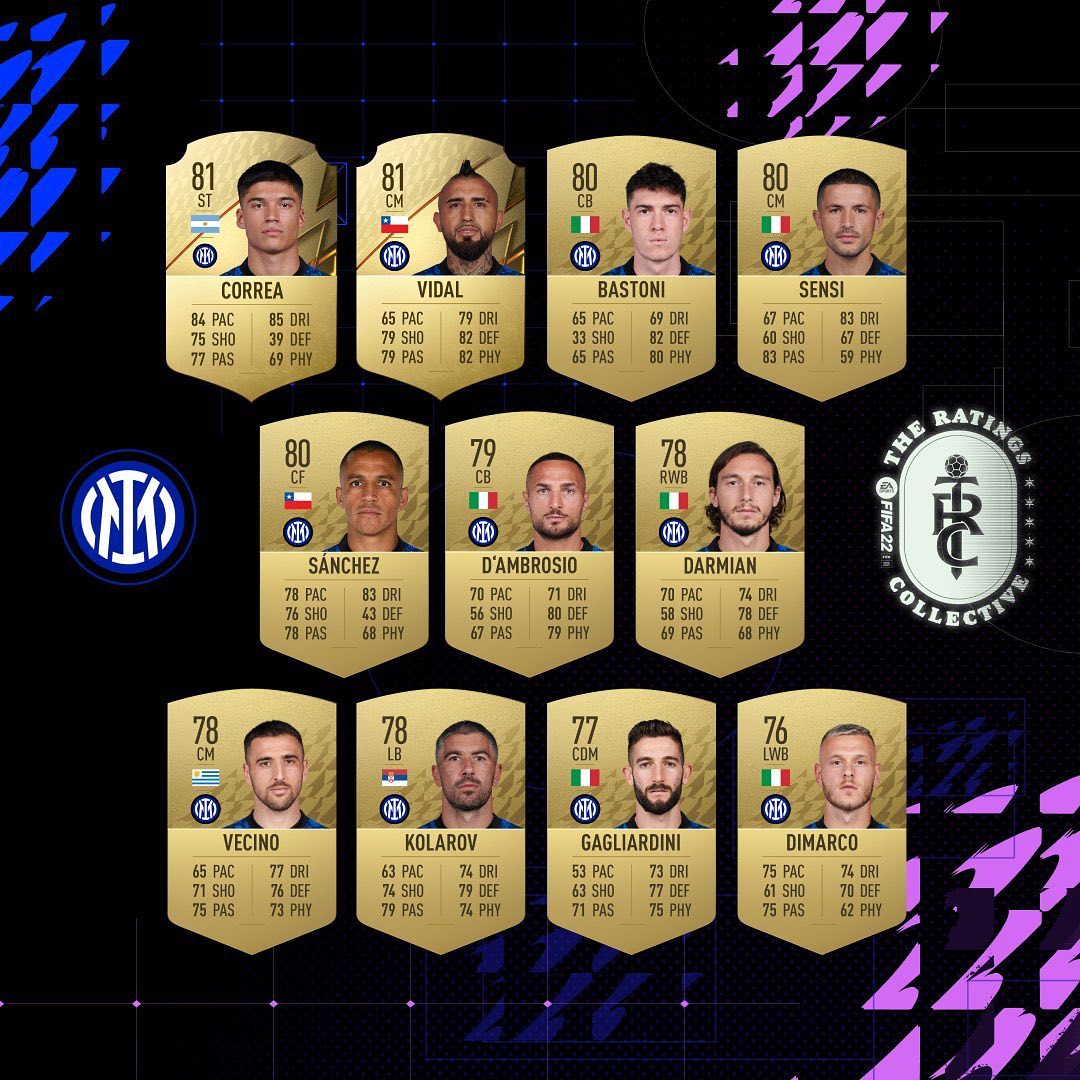 81
ST
CORREA
84 PAC 85 DRI
75 SHO 39 DEF
77 PAS 69 PHY
81
CM
VIDAL
65 PAC 79 DRI
79 SHO 82 DEF
79 PAS 82 PHY
80
CB
BASTONI
65 PAC 69 DRI
33 SHO 82 DEF
65 PAS 80 PHY
80
CM
SENSI
67 PAC 83 DRI
60 SHO 67 DEF
83 PAS 59 PHY
80
CF
SÁNCHEZ
78 PAC 83 DRI
76 SHO 43 DEF
78 PAS 68 PHY
79
CB
D‘AMBROSIO
70 PAC 71 DRI
56 SHO 80 DEF
67 PAS 79 PHY
78
RWB
DARMIAN
70 PAC 74 DRI
58 SHO 78 DEF
69 PAS 68 PHY
THE RATINGS
COLLECTIVE
EA SPORTS FIFA 22
TRC
78
CM
VECINO
65 PAC 77 DRI
71 SHO 76 DEF
75 PAS 73 PHY
78
LB
KOLAROV
63 PAC 74 DRI
74 SHO 79 DEF
79 PAS 74 PHY
77
CDM
GAGLIARDINI
53 PAC 73 DRI
63 SHO 77 DEF
71 PAS 75 PHY
76
LWB
DIMARCO
75 PAC 74 DRI
61 SHO 70 DEF
75 PAS 62 PHY